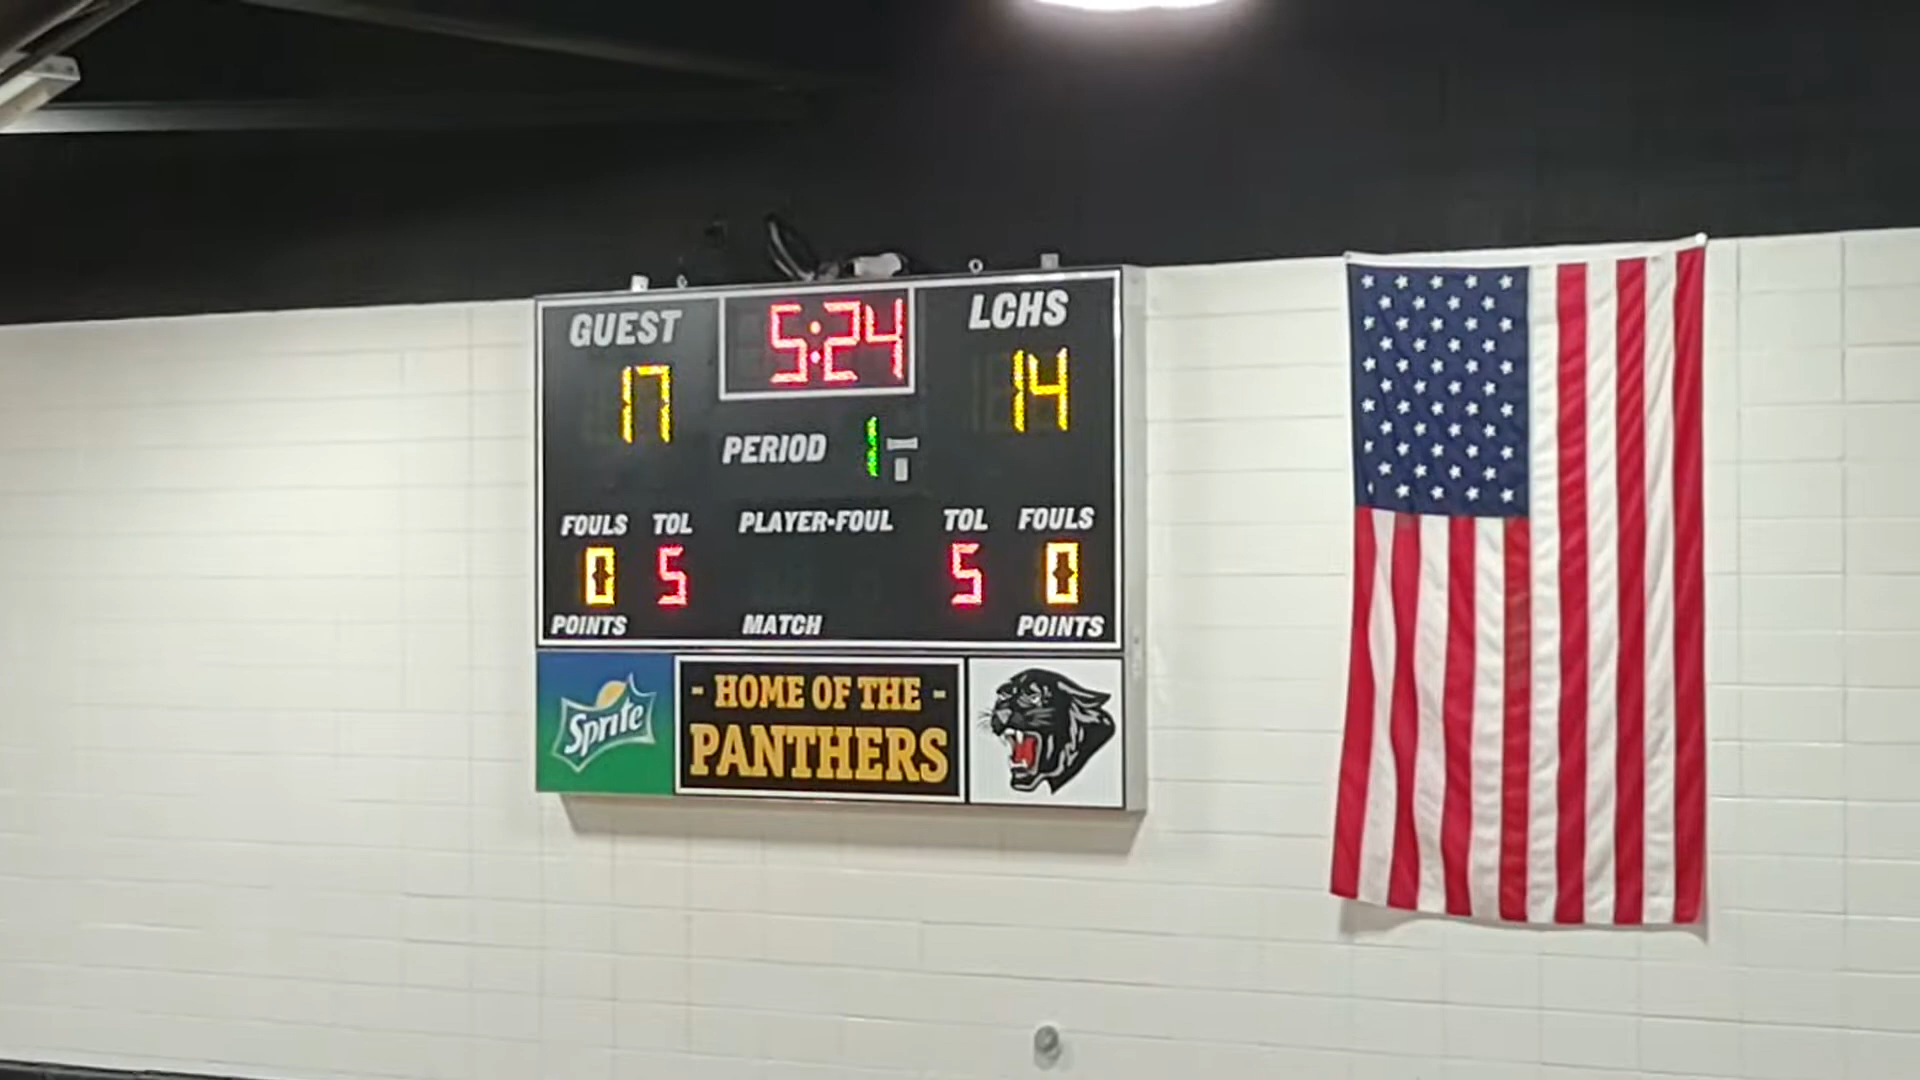 GUEST 5:24 LCHS
17 14
PERIOD 1
FOULS TOL PLAYER•FOUL TOL FOULS
0 5 5 0
POINTS MATCH POINTS
Sprite
- HOME OF THE -
PANTHERS